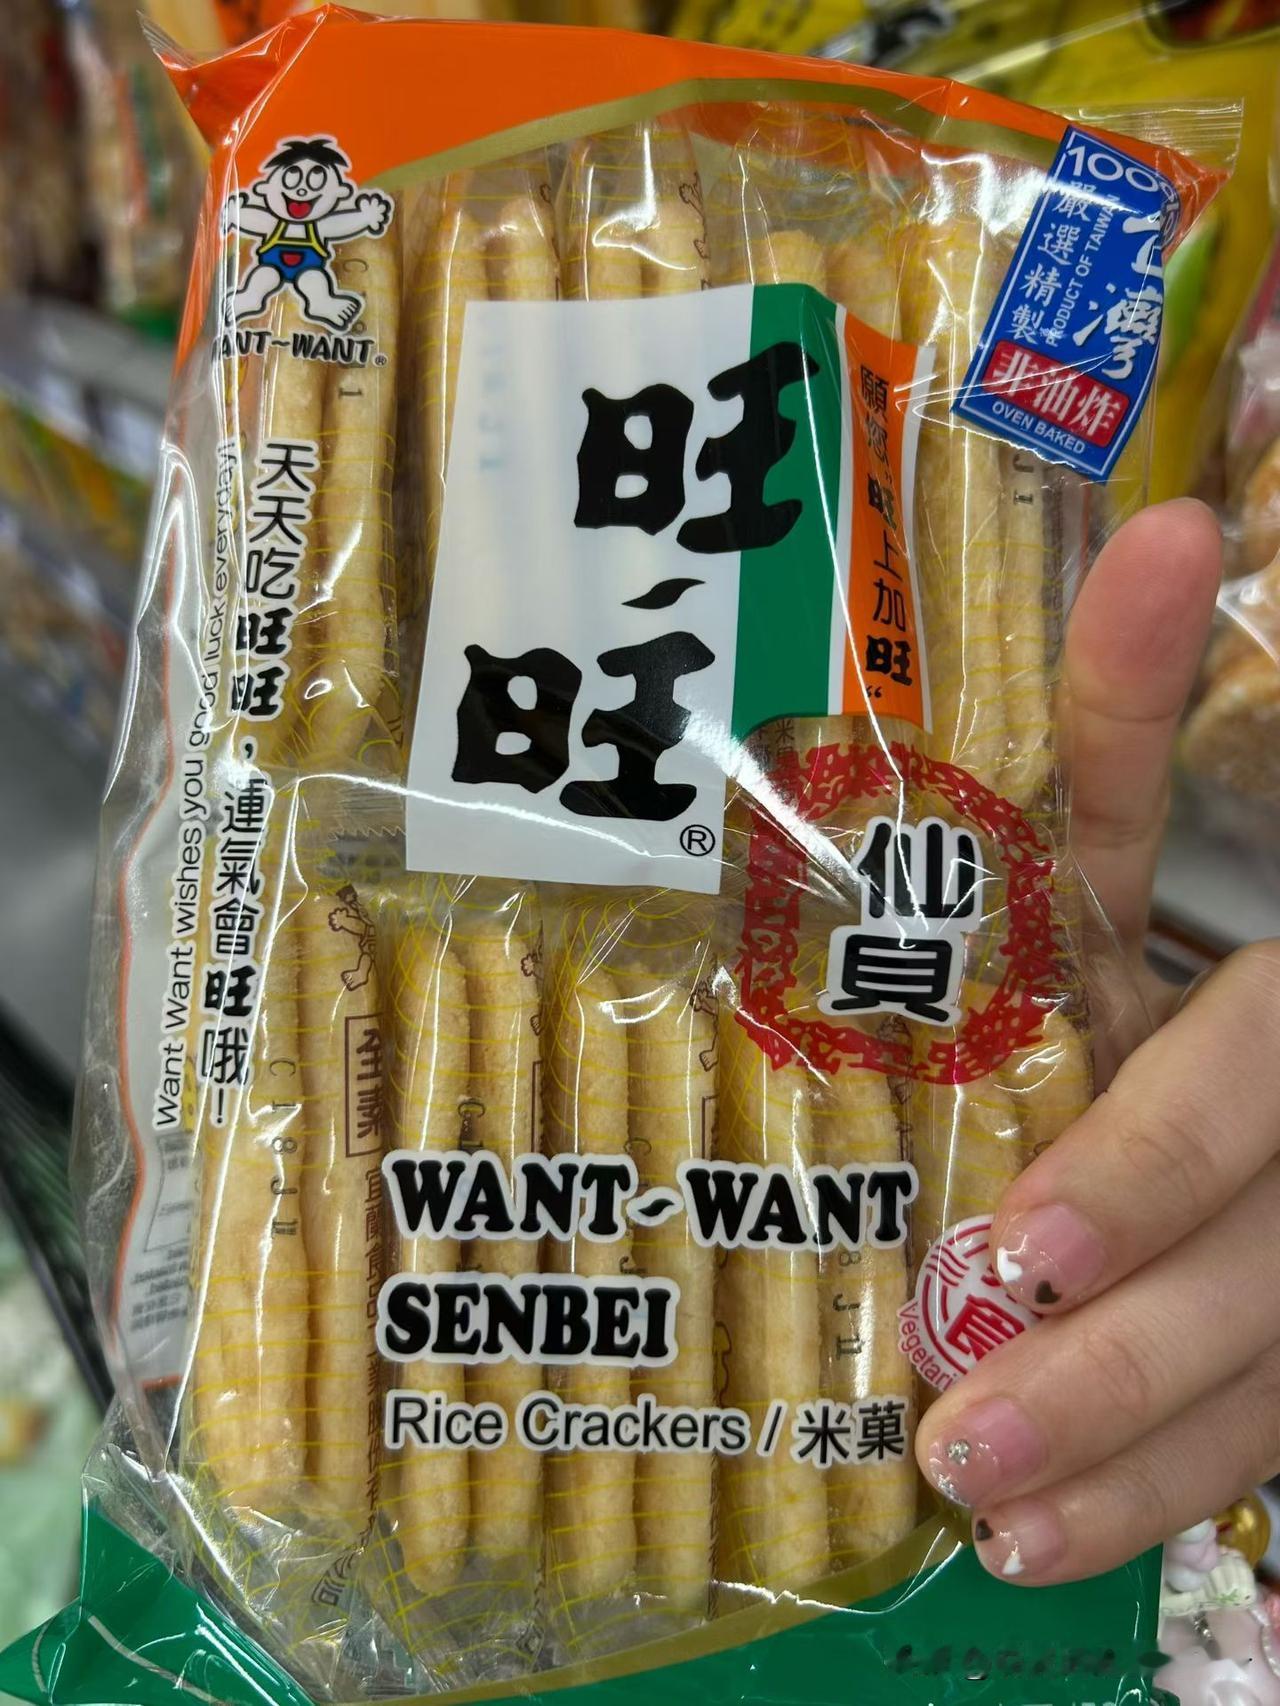 WANT~WANT®
100%
台灣
嚴選精製
PRODUCT OF TAIWAN
非油炸
OVEN BAKED
旺旺®
願您"旺上加旺"
天天吃旺旺，運氣會旺哦！
Want Want wishes you good luck everyday!
仙貝
WANT~WANT
SENBEI
Rice Crackers / 米菓
食